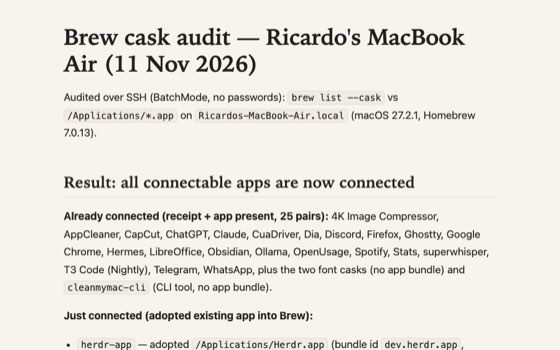 Brew cask audit — Ricardo's MacBook
Air (11 Nov 2026)
Audited over SSH (BatchMode, no passwords): brew list --cask vs
/Applications/*.app on Ricardos-MacBook-Air.local (macOS 27.2.1, Homebrew
7.0.13).
Result: all connectable apps are now connected
Already connected (receipt + app present, 25 pairs): 4K Image Compressor,
AppCleaner, CapCut, ChatGPT, Claude, CuaDriver, Dia, Discord, Firefox, Ghostty, Google
Chrome, Hermes, LibreOffice, Obsidian, Ollama, OpenUsage, Spotify, Stats, superwhisper,
T3 Code (Nightly), Telegram, WhatsApp, plus the two font casks (no app bundle) and
cleanmymac-cli (CLI tool, no app bundle).
Just connected (adopted existing app into Brew):
• herdr-app — adopted /Applications/Herdr.app (bundle id dev.herdr.app,